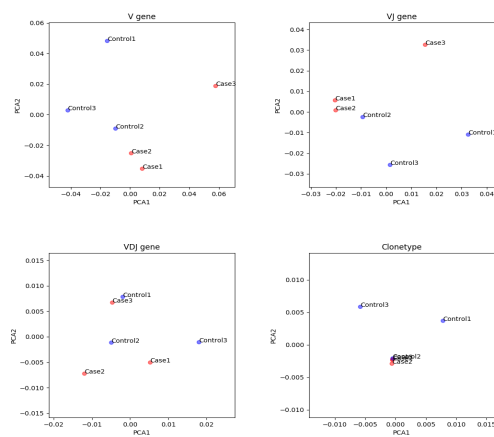 V gene
0.06
0.04
0.02
0.00
−0.02
−0.04
PCA2
Control1
Case3
Control3
Control2
Case2
Case1
−0.04
−0.02
0.00
0.02
0.04
0.06
PCA1
VJ gene
0.04
0.03
0.02
0.01
0.00
−0.01
−0.02
−0.03
PCA2
Case3
Case1
Case2
Control2
Control
Control3
−0.03
−0.02
−0.01
0.00
0.01
0.02
0.03
0.04
PCA1
VDJ gene
0.015
0.010
0.005
0.000
−0.005
−0.010
−0.015
PCA2
Control1
Case3
Control2
Control3
Case1
Case2
−0.02
−0.01
0.00
0.01
0.02
PCA1
Clonetype
0.010
0.005
0.000
−0.005
−0.010
PCA2
Control3
Control1
Control2
Case2
−0.010
−0.005
0.000
0.005
0.010
0.015
PCA1